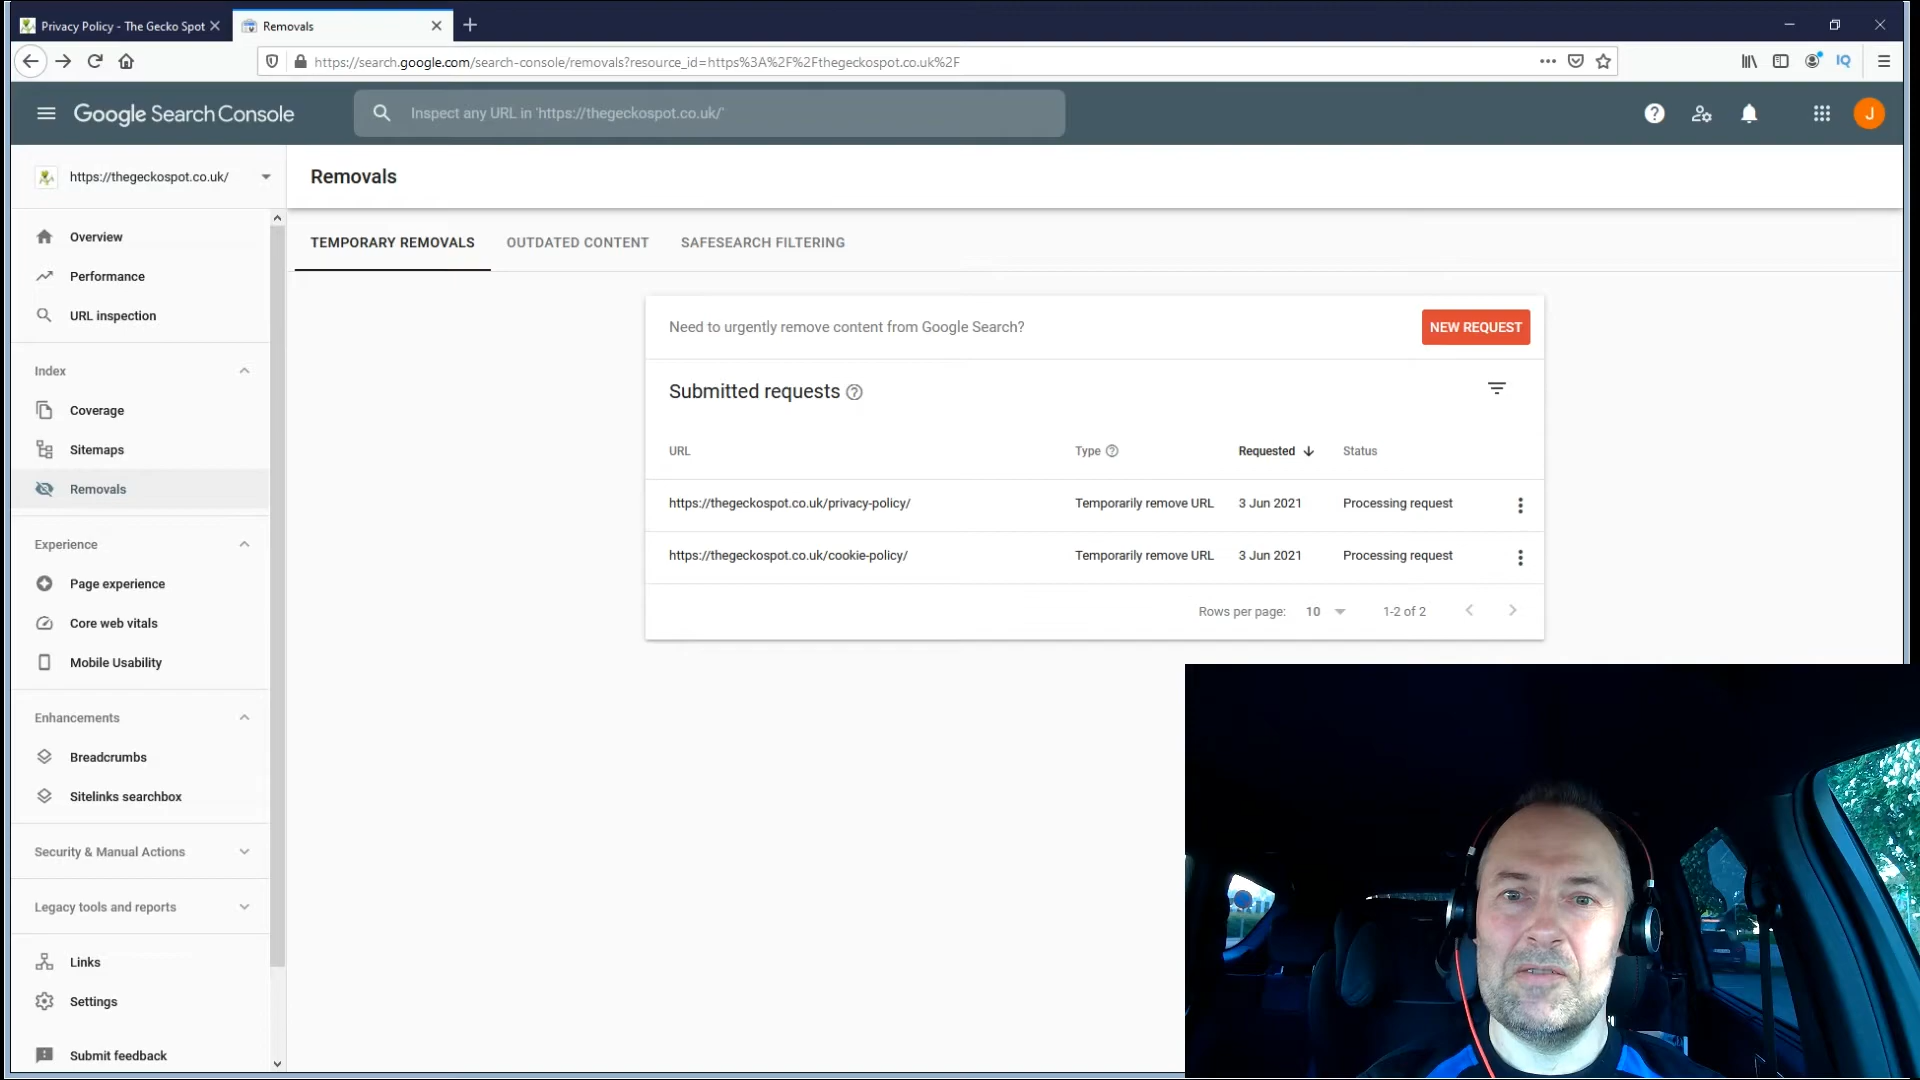 Privacy Policy - The Gecko Spot
Removals
https://search.google.com/search-console/removals?resource_id=https%3A%2F%2Fthegeckospot.co.uk%2F
IQ
Google Search Console
Inspect any URL in 'https://thegeckospot.co.uk/'
J
https://thegeckospot.co.uk/
Removals
Overview
Performance
URL inspection
Index
Coverage
Sitemaps
Removals
Experience
Page experience
Core web vitals
Mobile Usability
Enhancements
Breadcrumbs
Sitelinks searchbox
Security & Manual Actions
Legacy tools and reports
Links
Settings
Submit feedback
TEMPORARY REMOVALS OUTDATED CONTENT SAFESEARCH FILTERING
Need to urgently remove content from Google Search? NEW REQUEST
Submitted requests
URL Type Requested Status
https://thegeckospot.co.uk/privacy-policy/ Temporarily remove URL 3 Jun 2021 Processing request
https://thegeckospot.co.uk/cookie-policy/ Temporarily remove URL 3 Jun 2021 Processing request
Rows per page: 10 1-2 of 2